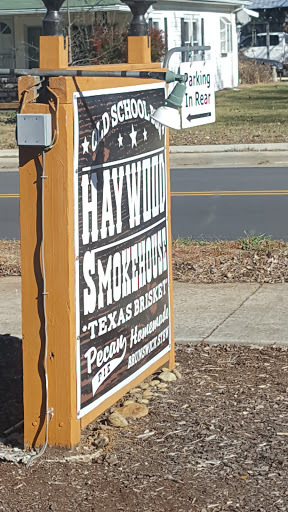 Parking
In Rear
OLD SCHOOL
HAYWOOD
SMOKEHOUSE
TEXAS BRISKET
Pecan Homemade
PIE BRUNSWICK STEW